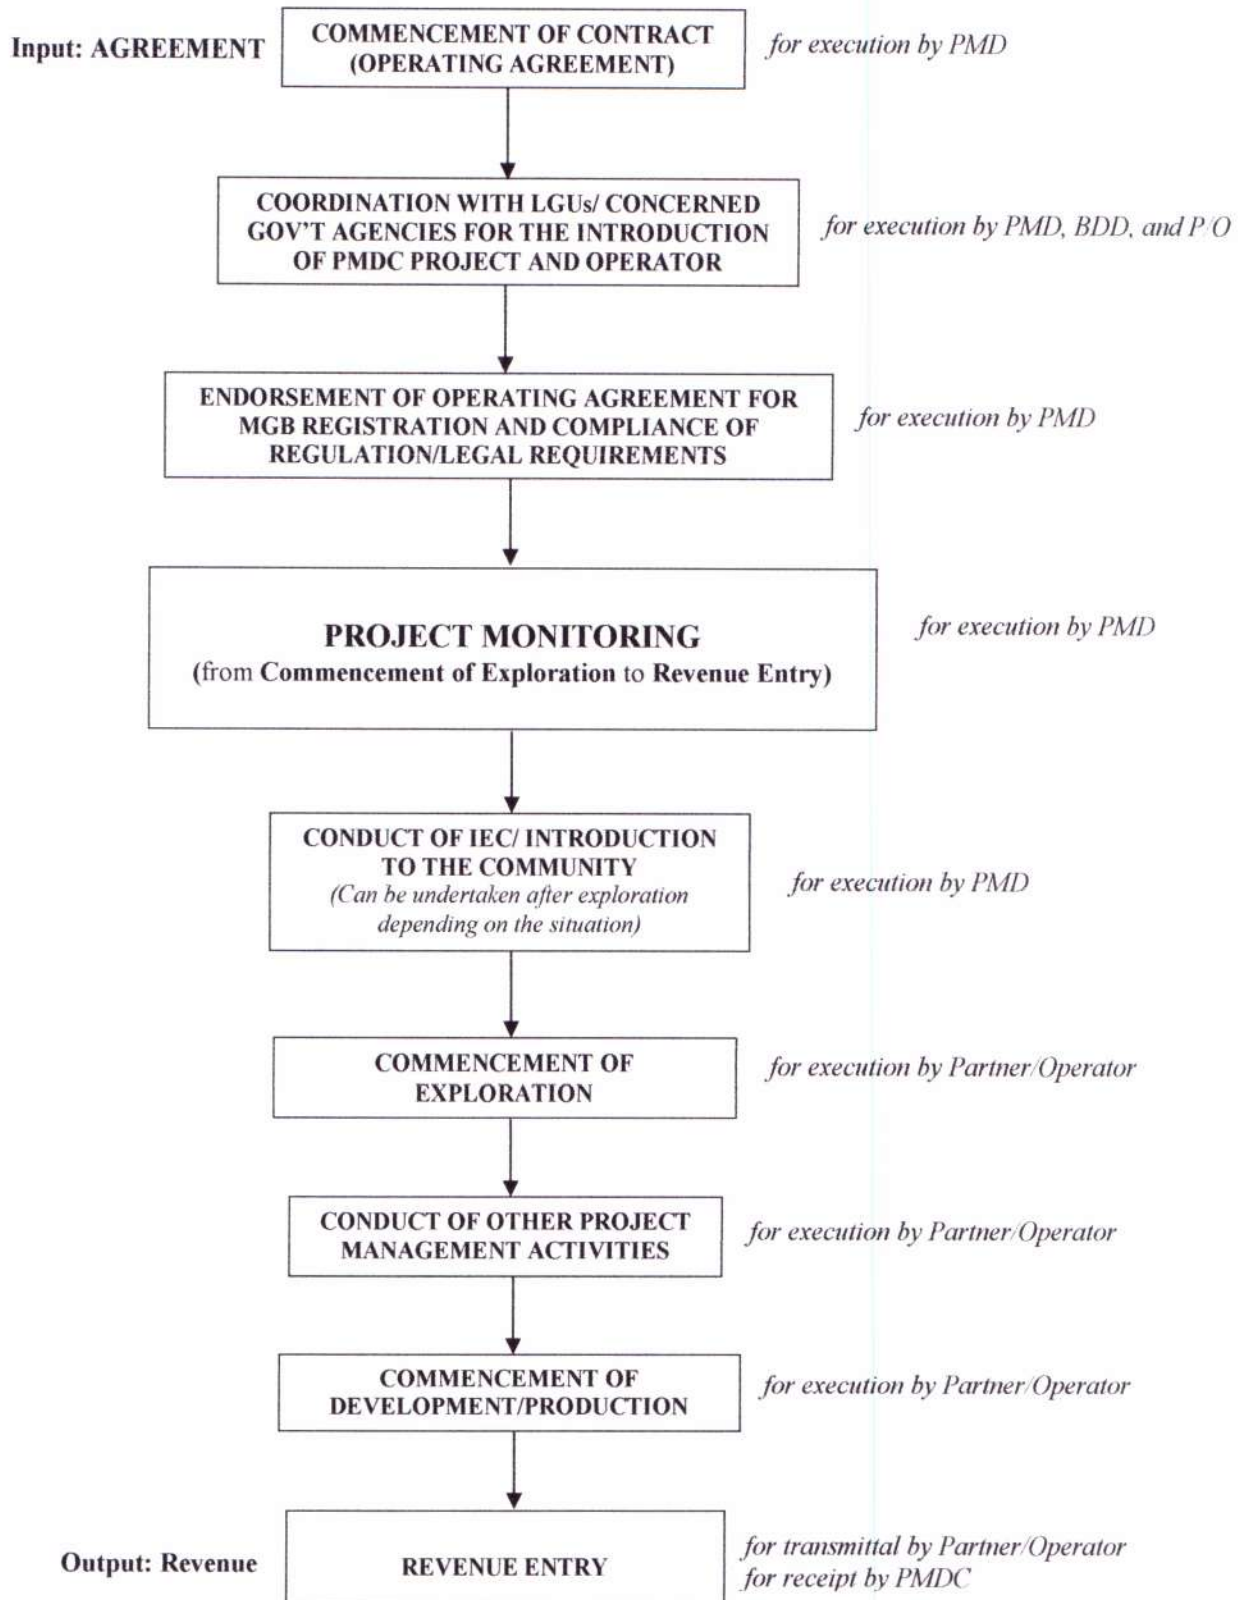 Input: AGREEMENT
COMMENCEMENT OF CONTRACT
(OPERATING AGREEMENT)
for execution by PMD
COORDINATION WITH LGUs/ CONCERNED
GOV'T AGENCIES FOR THE INTRODUCTION
OF PMDC PROJECT AND OPERATOR
for execution by PMD, BDD, and P/O
ENDORSEMENT OF OPERATING AGREEMENT FOR
MGB REGISTRATION AND COMPLIANCE OF
REGULATION/LEGAL REQUIREMENTS
for execution by PMD
PROJECT MONITORING
(from Commencement of Exploration to Revenue Entry)
for execution by PMD
CONDUCT OF IEC/ INTRODUCTION
TO THE COMMUNITY
(Can be undertaken after exploration
depending on the situation)
for execution by PMD
COMMENCEMENT OF
EXPLORATION
for execution by Partner/Operator
CONDUCT OF OTHER PROJECT
MANAGEMENT ACTIVITIES
for execution by Partner/Operator
COMMENCEMENT OF
DEVELOPMENT/PRODUCTION
for execution by Partner/Operator
Output: Revenue
REVENUE ENTRY
for transmittal by Partner/Operator
for receipt by PMDC